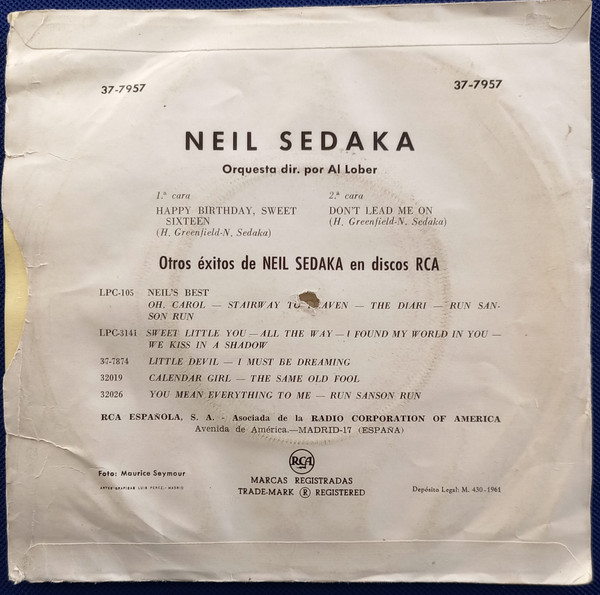 37-7957
37-7957
NEIL SEDAKA
Orquesta dir. por Al Lober
1.ª cara
HAPPY BIRTHDAY, SWEET
SIXTEEN
(H. Greenfield-N. Sedaka)
2.ª cara
DON'T LEAD ME ON
(H. Greenfield-N. Sedaka)
Otros éxitos de NEIL SEDAKA en discos RCA
LPC-105 NEIL'S BEST
OH, CAROL — STAIRWAY TO HEAVEN — THE DIARI — RUN SAN-
SON RUN
LPC-3141 SWEET LITTLE YOU — ALL THE WAY — I FOUND MY WORLD IN YOU —
WE KISS IN A SHADOW
37-7874 LITTLE DEVIL — I MUST BE DREAMING
32019 CALENDAR GIRL — THE SAME OLD FOOL
32026 YOU MEAN EVERYTHING TO ME — RUN SANSON RUN
RCA ESPAÑOLA, S. A. - Asociada de la RADIO CORPORATION OF AMERICA
Avenida de América.—MADRID-17 (ESPAÑA)
RCA
Foto: Maurice Seymour
ARTES GRAFICAS LUIS PEREZ.-MADRID
MARCAS REGISTRADAS
TRADE-MARK ® REGISTERED
Depósito Legal: M. 430-1961